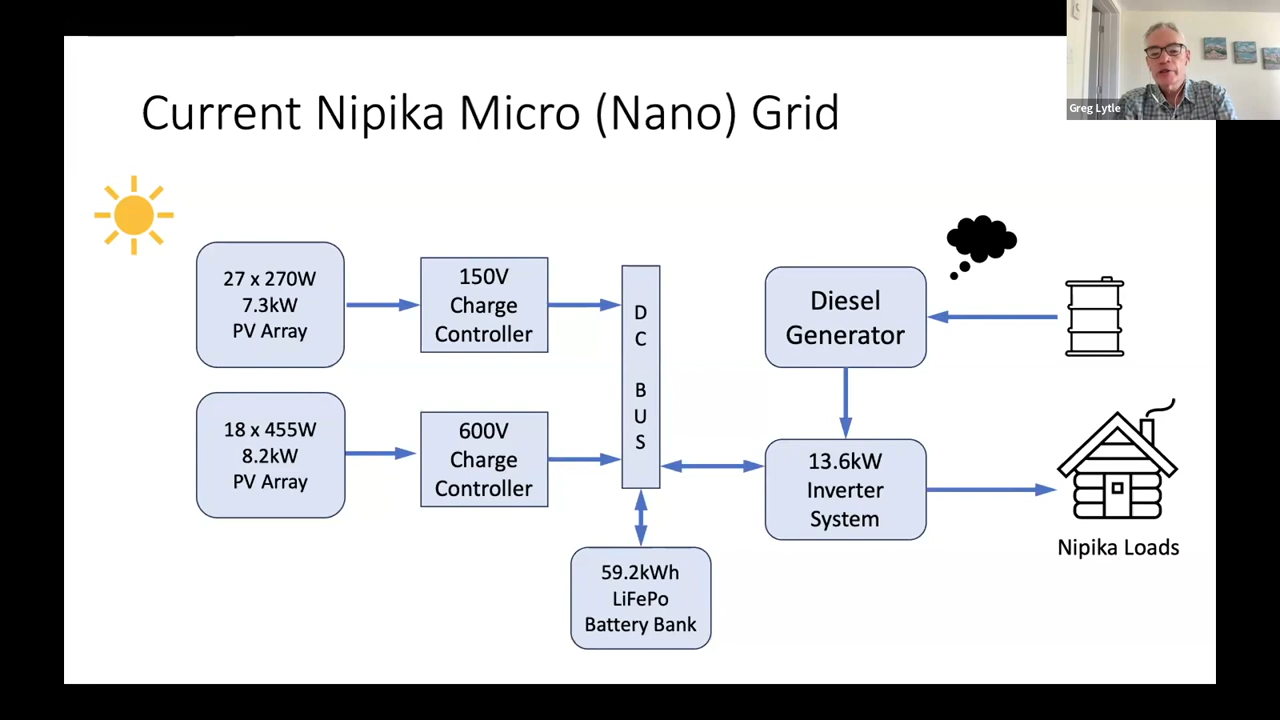 Greg Lytle
Current Nipika Micro (Nano) Grid
27 x 270W
7.3kW
PV Array
150V
Charge
Controller
18 x 455W
8.2kW
PV Array
600V
Charge
Controller
D
C
B
U
S
59.2kWh
LiFePo
Battery Bank
Diesel
Generator
13.6kW
Inverter
System
Nipika Loads